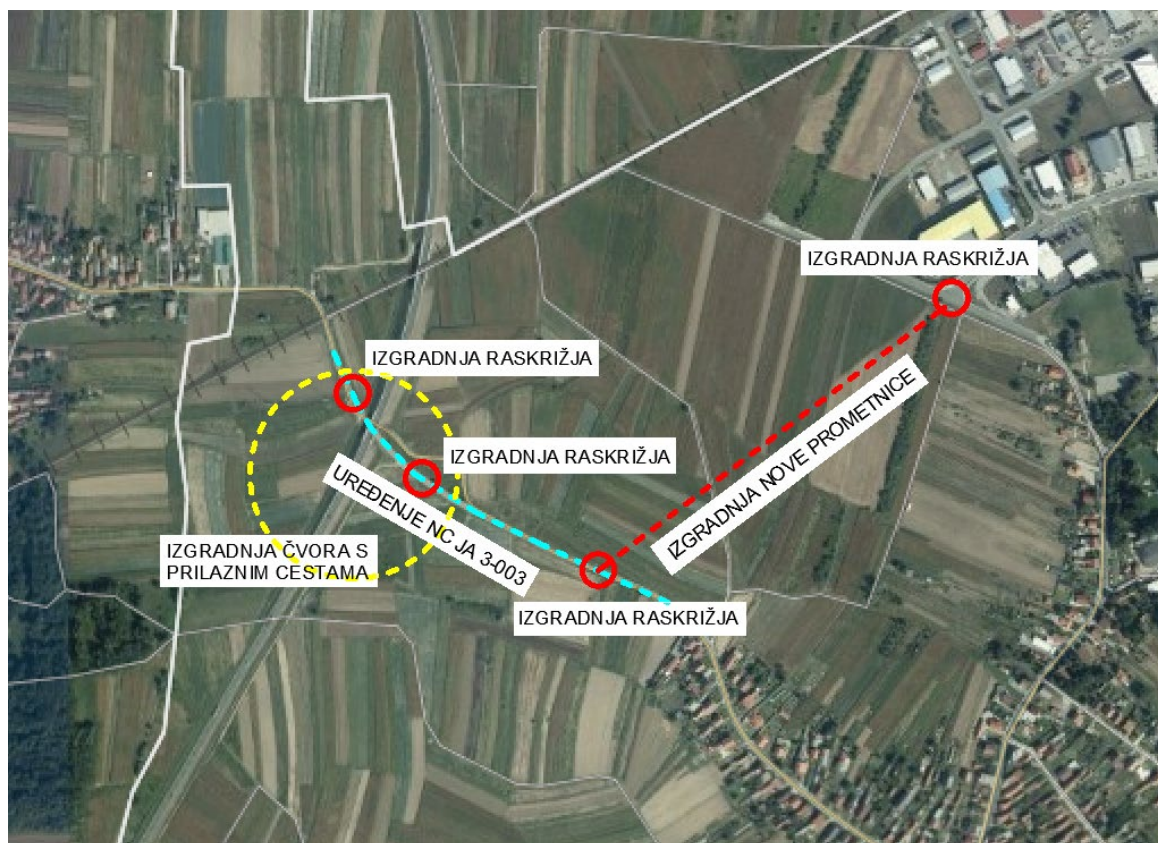 IZGRADNJA RASKRIŽJA
IZGRADNJA RASKRIŽJA
IZGRADNJA RASKRIŽJA
IZGRADNJA NOVE PROMETNICE
UREĐENJE NC JA 3-003
IZGRADNJA ČVORA S
PRILAZNIM CESTAMA
IZGRADNJA RASKRIŽJA